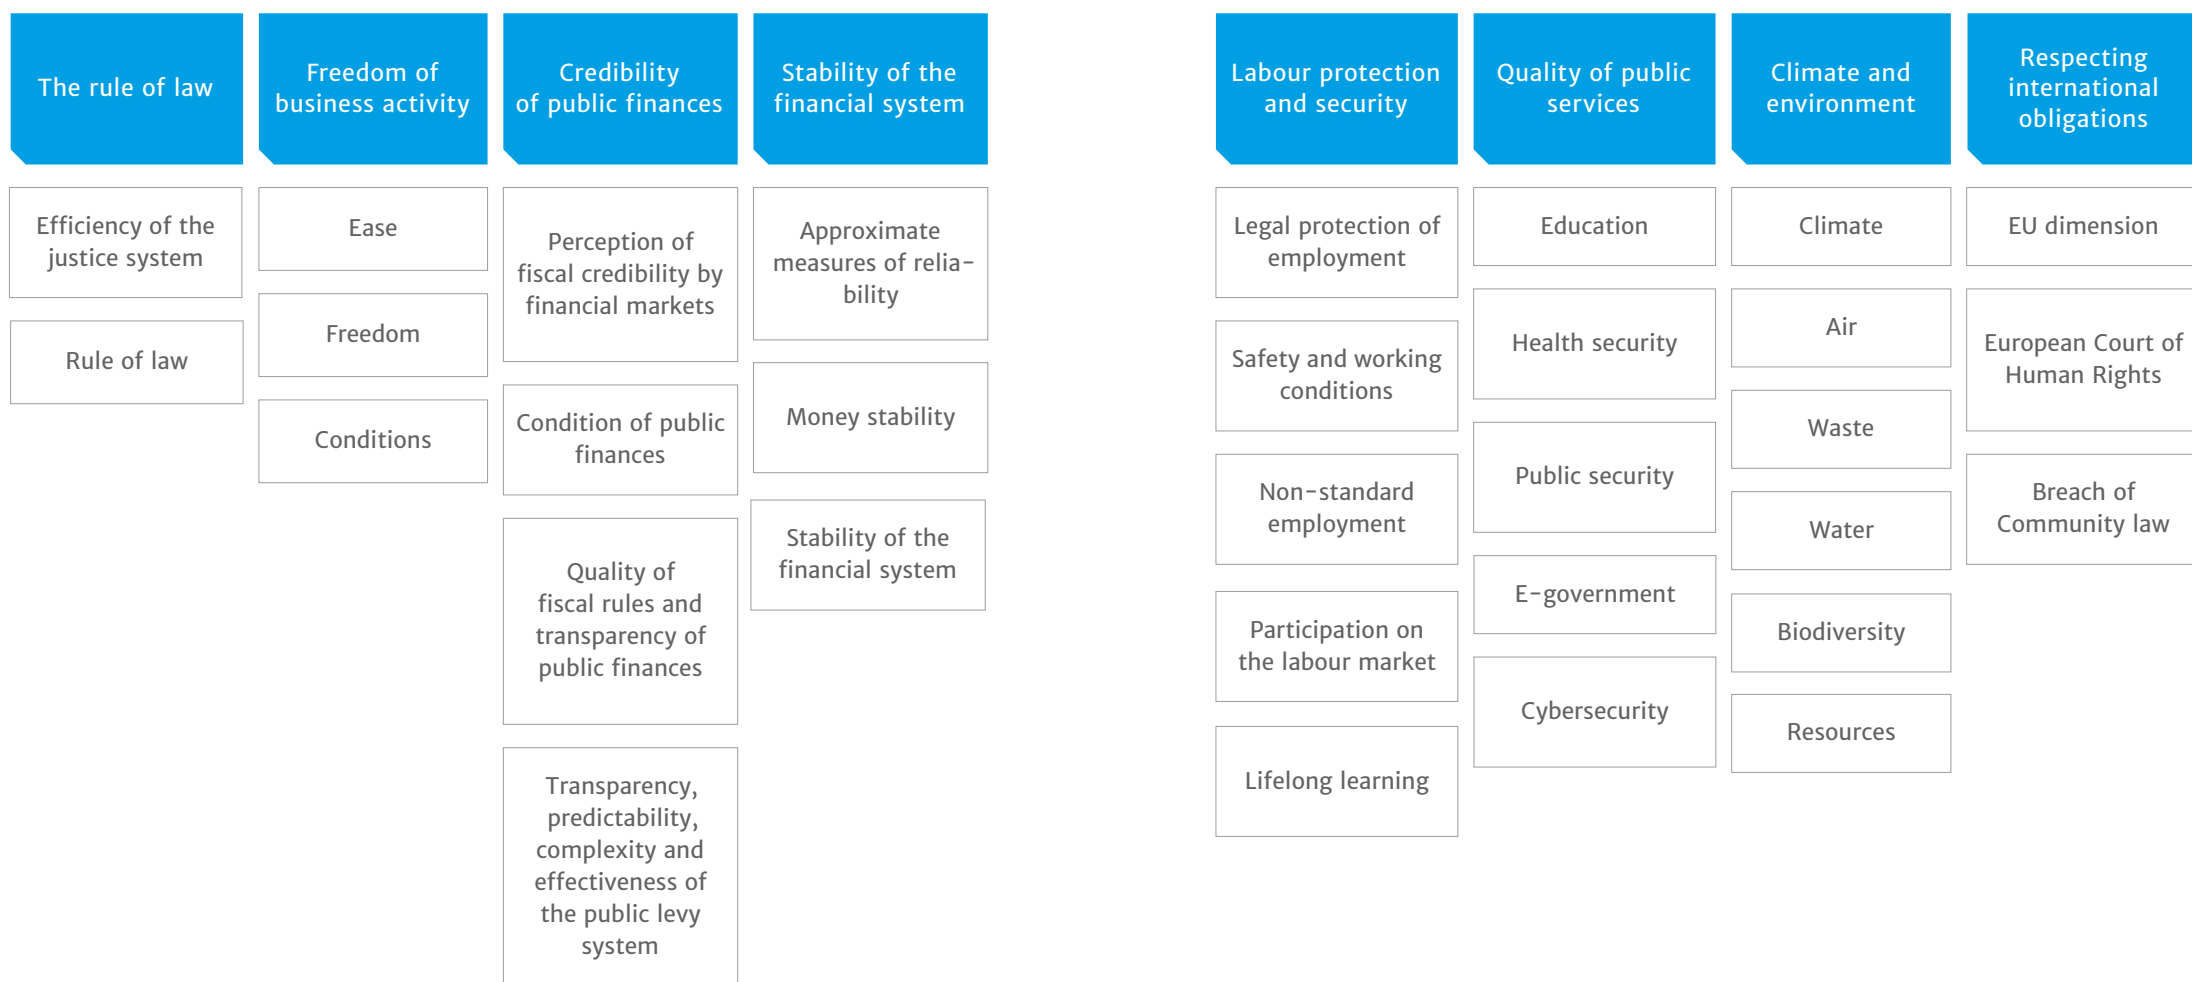 The rule of law
Efficiency of the
justice system
Rule of law
Freedom of
business activity
Ease
Freedom
Conditions
Credibility
of public finances
Perception of
fiscal credibility by
financial markets
Condition of public
finances
Quality of
fiscal rules and
transparency of
public finances
Transparency,
predictability,
complexity and
effectiveness of
the public levy
system
Stability of the
financial system
Approximate
measures of relia-
bility
Money stability
Stability of the
financial system
Labour protection
and security
Legal protection of
employment
Safety and working
conditions
Non-standard
employment
Participation on
the labour market
Lifelong learning
Quality of public
services
Education
Health security
Public security
E-government
Cybersecurity
Climate and
environment
Climate
Air
Waste
Water
Biodiversity
Resources
Respecting
international
obligations
EU dimension
European Court of
Human Rights
Breach of
Community law